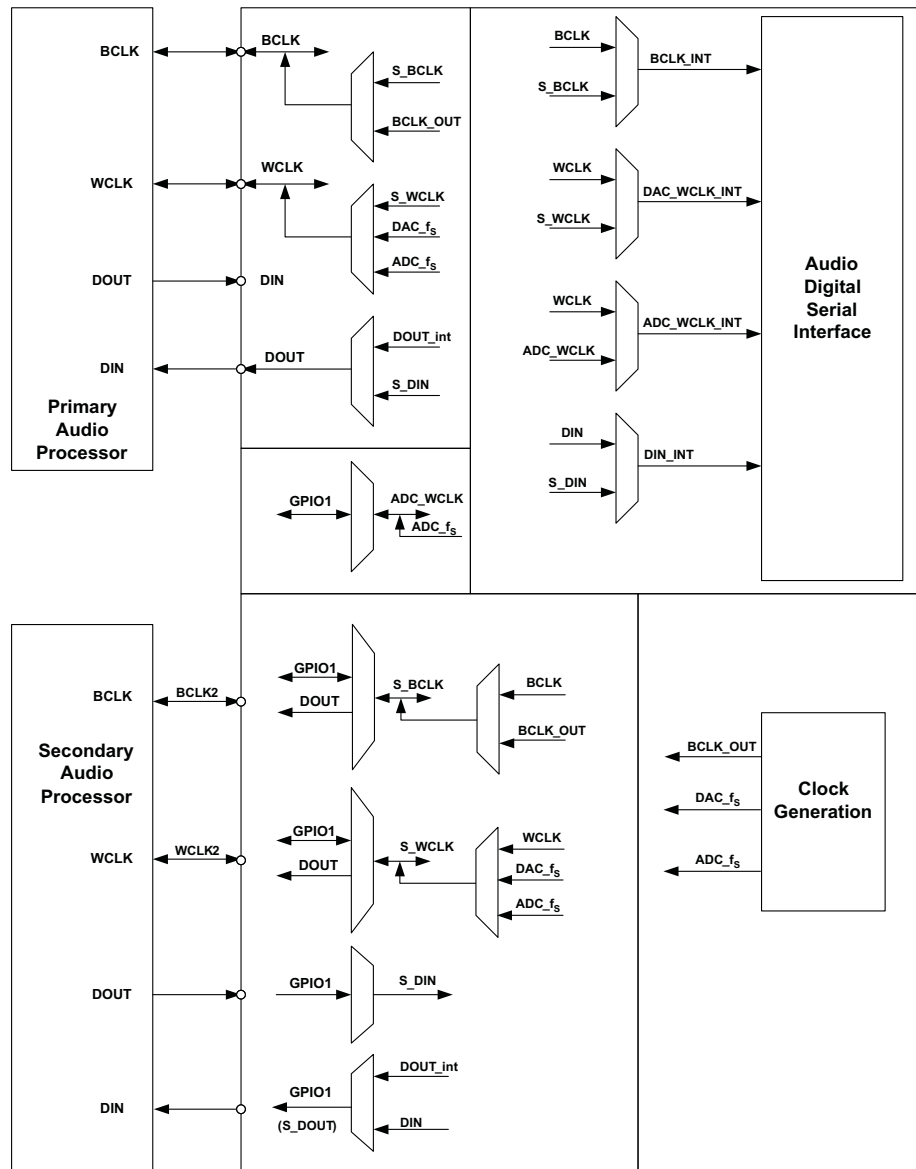 BCLK
WCLK
DOUT
DIN
Primary
Audio
Processor
BCLK
S_BCLK
BCLK_OUT
WCLK
S_WCLK
DAC_fS
ADC_fS
DIN
DOUT
DOUT_int
S_DIN
GPIO1
ADC_WCLK
ADC_fS
BCLK
S_BCLK
BCLK_INT
WCLK
S_WCLK
DAC_WCLK_INT
WCLK
ADC_WCLK
ADC_WCLK_INT
DIN
S_DIN
DIN_INT
Audio
Digital
Serial
Interface
BCLK
BCLK2
Secondary
Audio
Processor
WCLK
WCLK2
DOUT
DIN
GPIO1
DOUT
S_BCLK
BCLK
BCLK_OUT
GPIO1
DOUT
S_WCLK
WCLK
DAC_fS
ADC_fS
GPIO1
S_DIN
GPIO1
(S_DOUT)
DOUT_int
DIN
BCLK_OUT
DAC_fS
ADC_fS
Clock
Generation